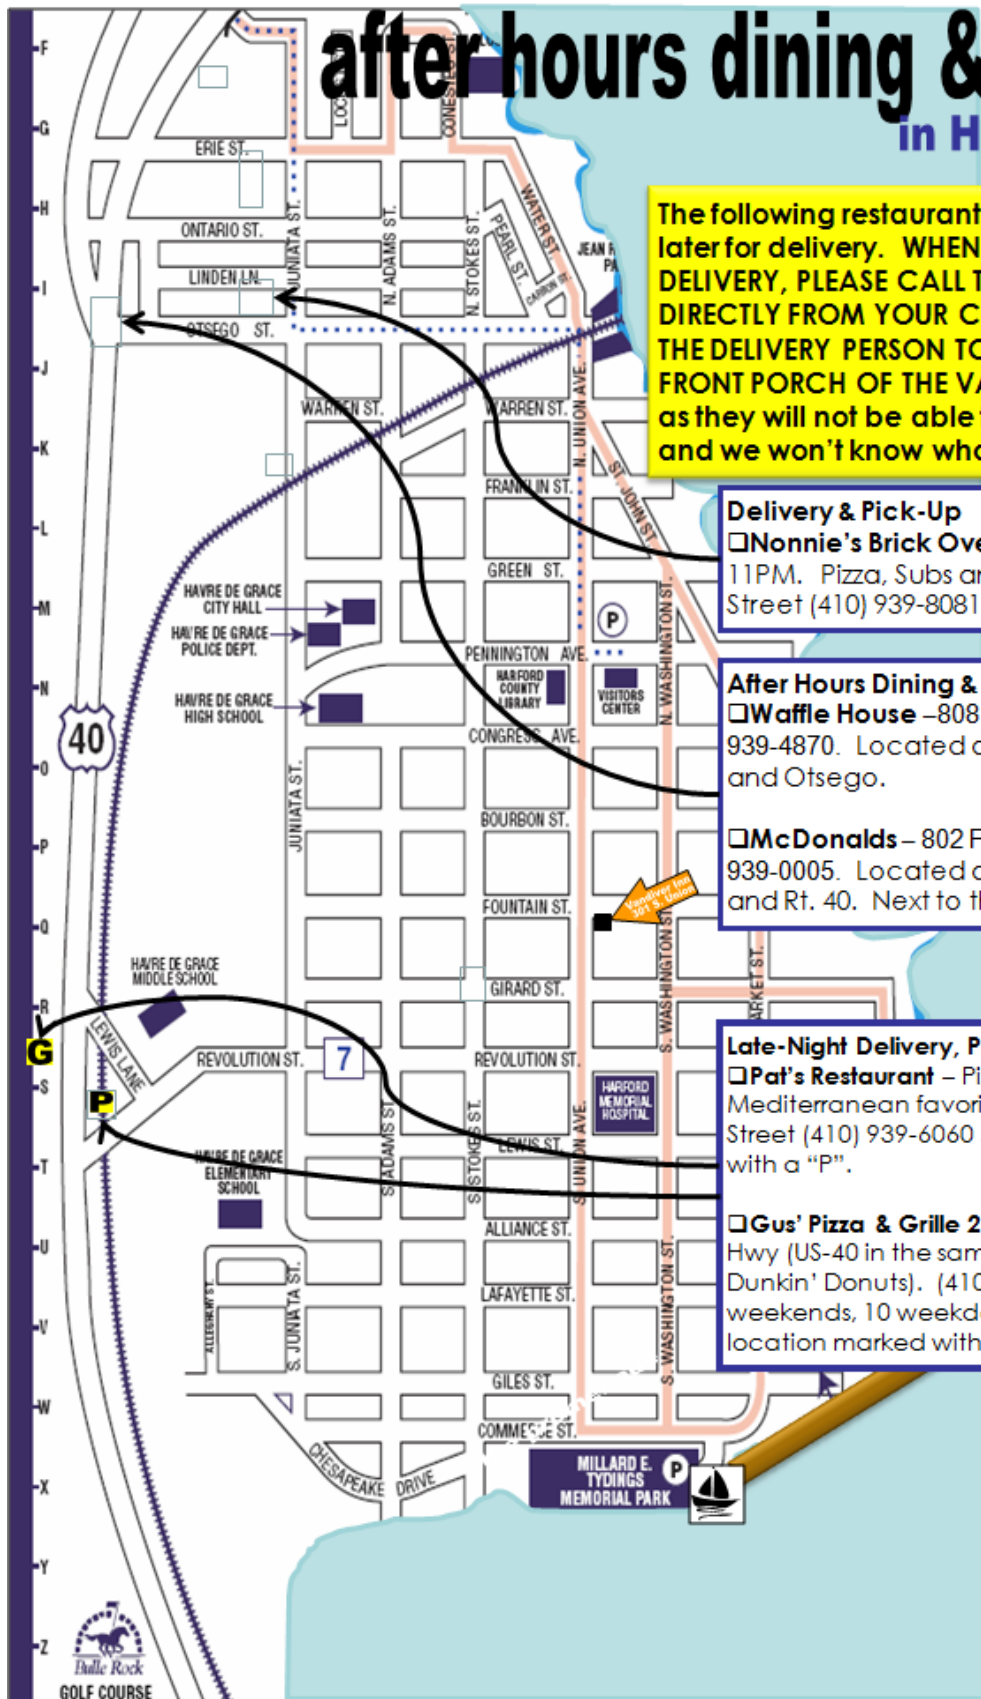 after hours dining &
in H
The following restaurant
later for delivery. WHEN
DELIVERY, PLEASE CALL T
DIRECTLY FROM YOUR C
THE DELIVERY PERSON TO
FRONT PORCH OF THE VA
as they will not be able
and we won't know who
Delivery & Pick-Up
❑Nonnie's Brick Ove
11PM. Pizza, Subs ar
Street (410) 939-8081
After Hours Dining &
❑Waffle House –808
939-4870. Located c
and Otsego.
❑McDonalds – 802 F
939-0005. Located c
and Rt. 40. Next to th
Late-Night Delivery, P
❑Pat's Restaurant – Pi
Mediterranean favori
Street (410) 939-6060
with a “P”.
❑Gus' Pizza & Grille 2
Hwy (US-40 in the sam
Dunkin' Donuts). (410
weekends, 10 weekd
location marked with
F
G
H
I
J
K
L
M
N
O
P
Q
R
S
T
U
V
W
X
Y
Z
CONESTEO ST.
ERIE ST.
WATER ST.
PEARL ST.
CARBON ST.
JUNIATA ST.
N. ADAMS ST.
N. STOKES ST.
ONTARIO ST.
LINDEN LN.
OTSEGO ST.
JEAN R
PA
WARREN ST.
WARREN ST.
N. UNION AVE.
ST. JOHN ST.
FRANKLIN ST.
GREEN ST.
HAVRE DE GRACE
CITY HALL
HAVRE DE GRACE
POLICE DEPT.
P
N. WASHINGTON ST.
PENNINGTON AVE.
HARFORD
COUNTY
LIBRARY
VISITORS
CENTER
HAVRE DE GRACE
HIGH SCHOOL
40
CONGRESS AVE.
JUNIATA ST.
BOURBON ST.
Vandiver Inn
301 S. Union
FOUNTAIN ST.
HAVRE DE GRACE
MIDDLE SCHOOL
GIRARD ST.
S. WASHINGTON ST.
ARKET ST.
G
LEWIS LANE
REVOLUTION ST.
7
REVOLUTION ST.
P
HARFORD
MEMORIAL
HOSPITAL
S. ADAMS ST.
S. STOKES ST.
S. UNION AVE.
LEWIS ST.
HAVRE DE GRACE
ELEMENTARY
SCHOOL
ALLIANCE ST.
ALLEGHANY ST.
S. JUNIATA ST.
LAFAYETTE ST.
S. WASHINGTON ST.
GILES ST.
COMMERCE ST.
CHESAPEAKE DRIVE
MILLARD E.
TYDINGS
MEMORIAL PARK
P
Bulle Rock
GOLF COURSE